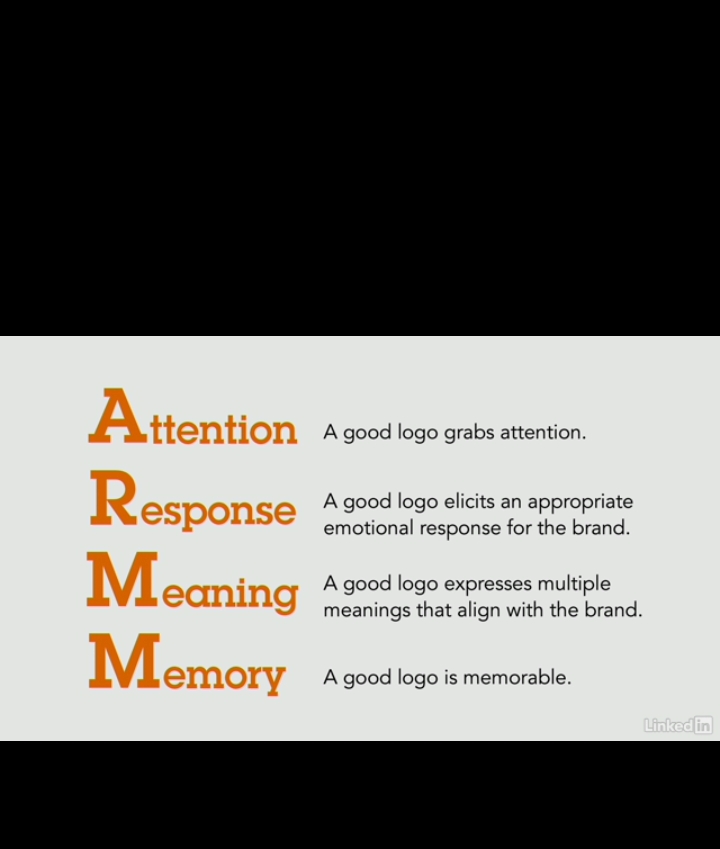 Attention
A good logo grabs attention.
Response
A good logo elicits an appropriate
emotional response for the brand.
Meaning
A good logo expresses multiple
meanings that align with the brand.
Memory
A good logo is memorable.
Linkedin